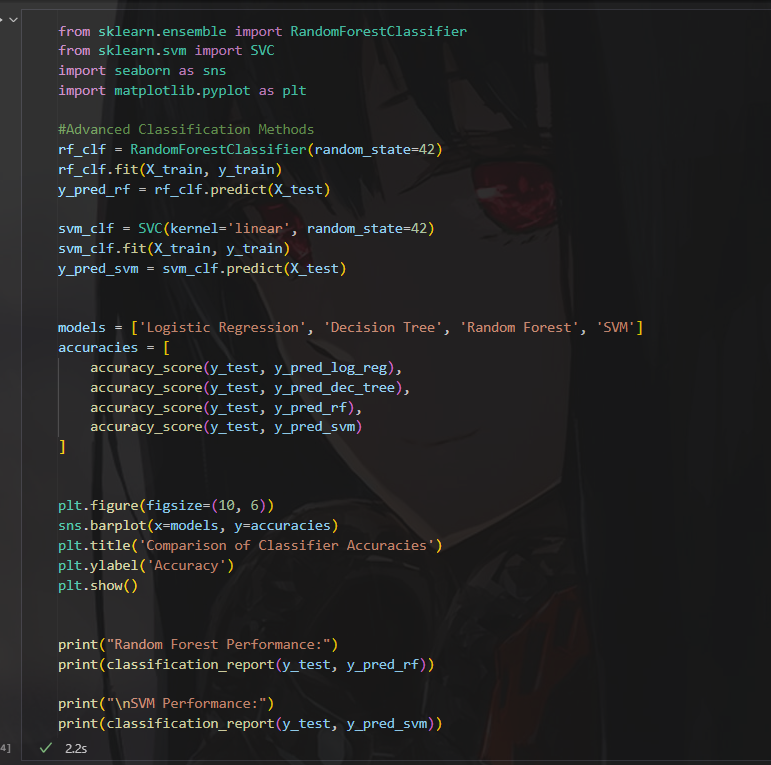 from sklearn.ensemble import RandomForestClassifier
from sklearn.svm import SVC
import seaborn as sns
import matplotlib.pyplot as plt
#Advanced Classification Methods
rf_clf = RandomForestClassifier(random_state=42)
rf_clf.fit(X_train, y_train)
y_pred_rf = rf_clf.predict(X_test)
svm_clf = SVC(kernel='linear', random_state=42)
svm_clf.fit(X_train, y_train)
y_pred_svm = svm_clf.predict(X_test)
models = ['Logistic Regression', 'Decision Tree', 'Random Forest', 'SVM']
accuracies = [
    accuracy_score(y_test, y_pred_log_reg),
    accuracy_score(y_test, y_pred_dec_tree),
    accuracy_score(y_test, y_pred_rf),
    accuracy_score(y_test, y_pred_svm)
]
plt.figure(figsize=(10, 6))
sns.barplot(x=models, y=accuracies)
plt.title('Comparison of Classifier Accuracies')
plt.ylabel('Accuracy')
plt.show()
print("Random Forest Performance:")
print(classification_report(y_test, y_pred_rf))
print("\nSVM Performance:")
print(classification_report(y_test, y_pred_svm))
4] 2.2s